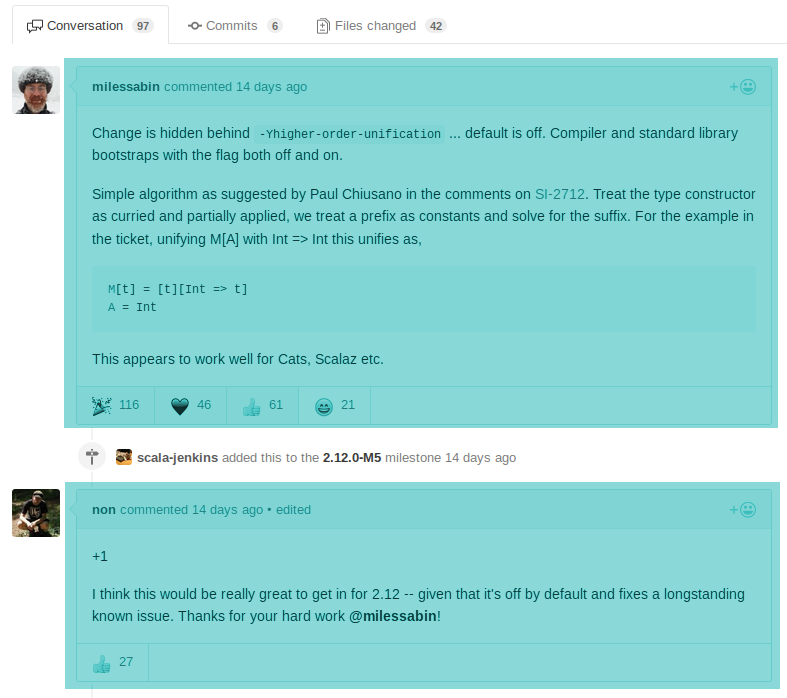 Conversation 97 Commits 6 Files changed 42
milessabin commented 14 days ago
Change is hidden behind -Yhigher-order-unification ... default is off. Compiler and standard library
bootstraps with the flag both off and on.
Simple algorithm as suggested by Paul Chiusano in the comments on SI-2712. Treat the type constructor
as curried and partially applied, we treat a prefix as constants and solve for the suffix. For the example in
the ticket, unifying M[A] with Int => Int this unifies as,
M[t] = [t][Int => t]
A = Int
This appears to work well for Cats, Scalaz etc.
116 46 61 21
scala-jenkins added this to the 2.12.0-M5 milestone 14 days ago
non commented 14 days ago • edited
+1
I think this would be really great to get in for 2.12 -- given that it's off by default and fixes a longstanding
known issue. Thanks for your hard work @milessabin!
27